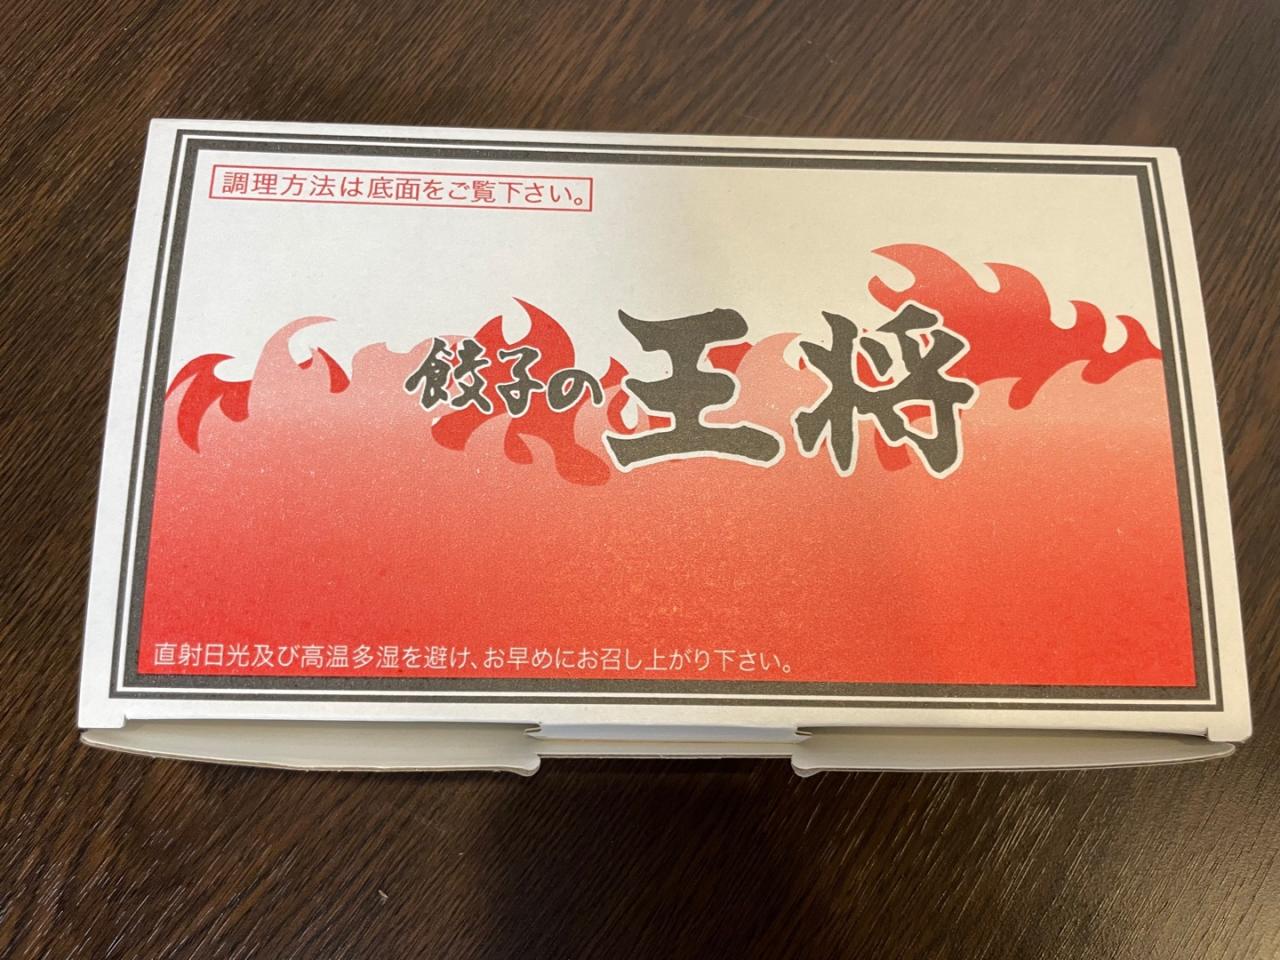 調理方法は底面をご覧下さい。
餃子の王将
直射日光及び高温多湿を避け、お早めにお召し上がり下さい。